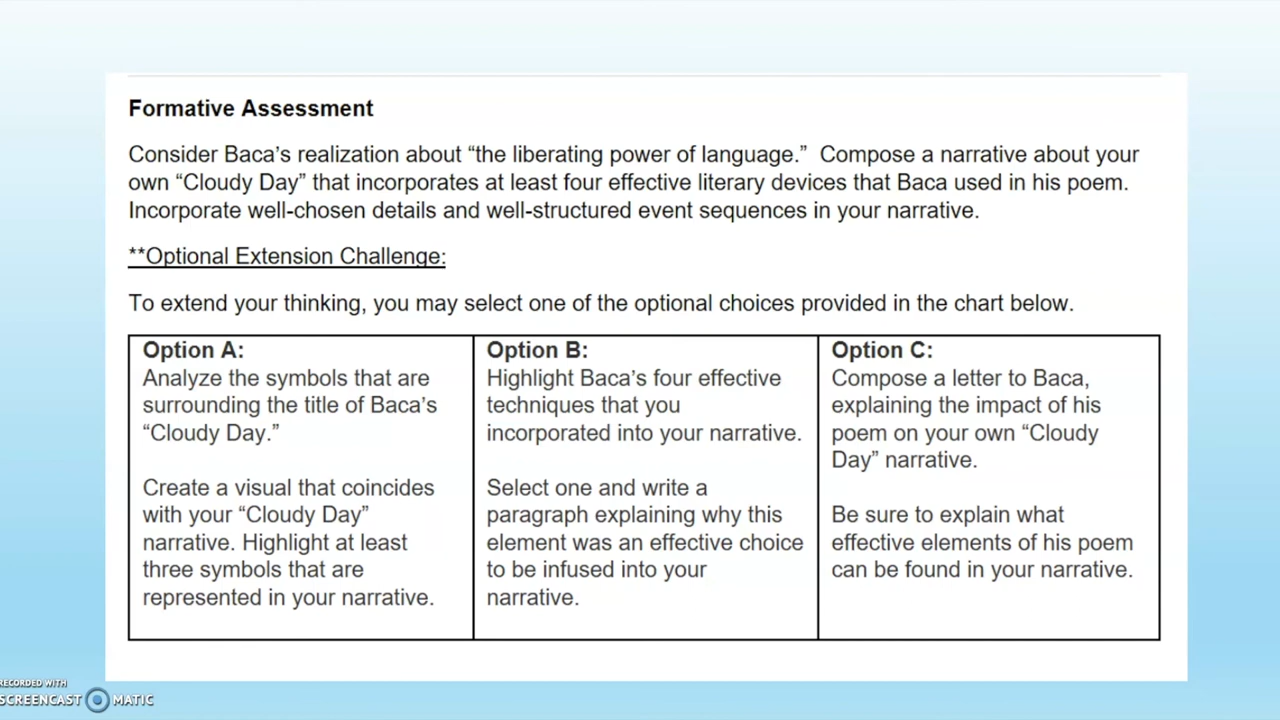 Formative Assessment
Consider Baca’s realization about “the liberating power of language.”  Compose a narrative about your
own “Cloudy Day” that incorporates at least four effective literary devices that Baca used in his poem.
Incorporate well-chosen details and well-structured event sequences in your narrative.
**Optional Extension Challenge:
To extend your thinking, you may select one of the optional choices provided in the chart below.
Option A:
Analyze the symbols that are
surrounding the title of Baca’s
“Cloudy Day.”
Create a visual that coincides
with your “Cloudy Day”
narrative. Highlight at least
three symbols that are
represented in your narrative.
Option B:
Highlight Baca’s four effective
techniques that you
incorporated into your narrative.
Select one and write a
paragraph explaining why this
element was an effective choice
to be infused into your
narrative.
Option C:
Compose a letter to Baca,
explaining the impact of his
poem on your own “Cloudy
Day” narrative.
Be sure to explain what
effective elements of his poem
can be found in your narrative.
RECORDED WITH
SCREENCAST MATIC